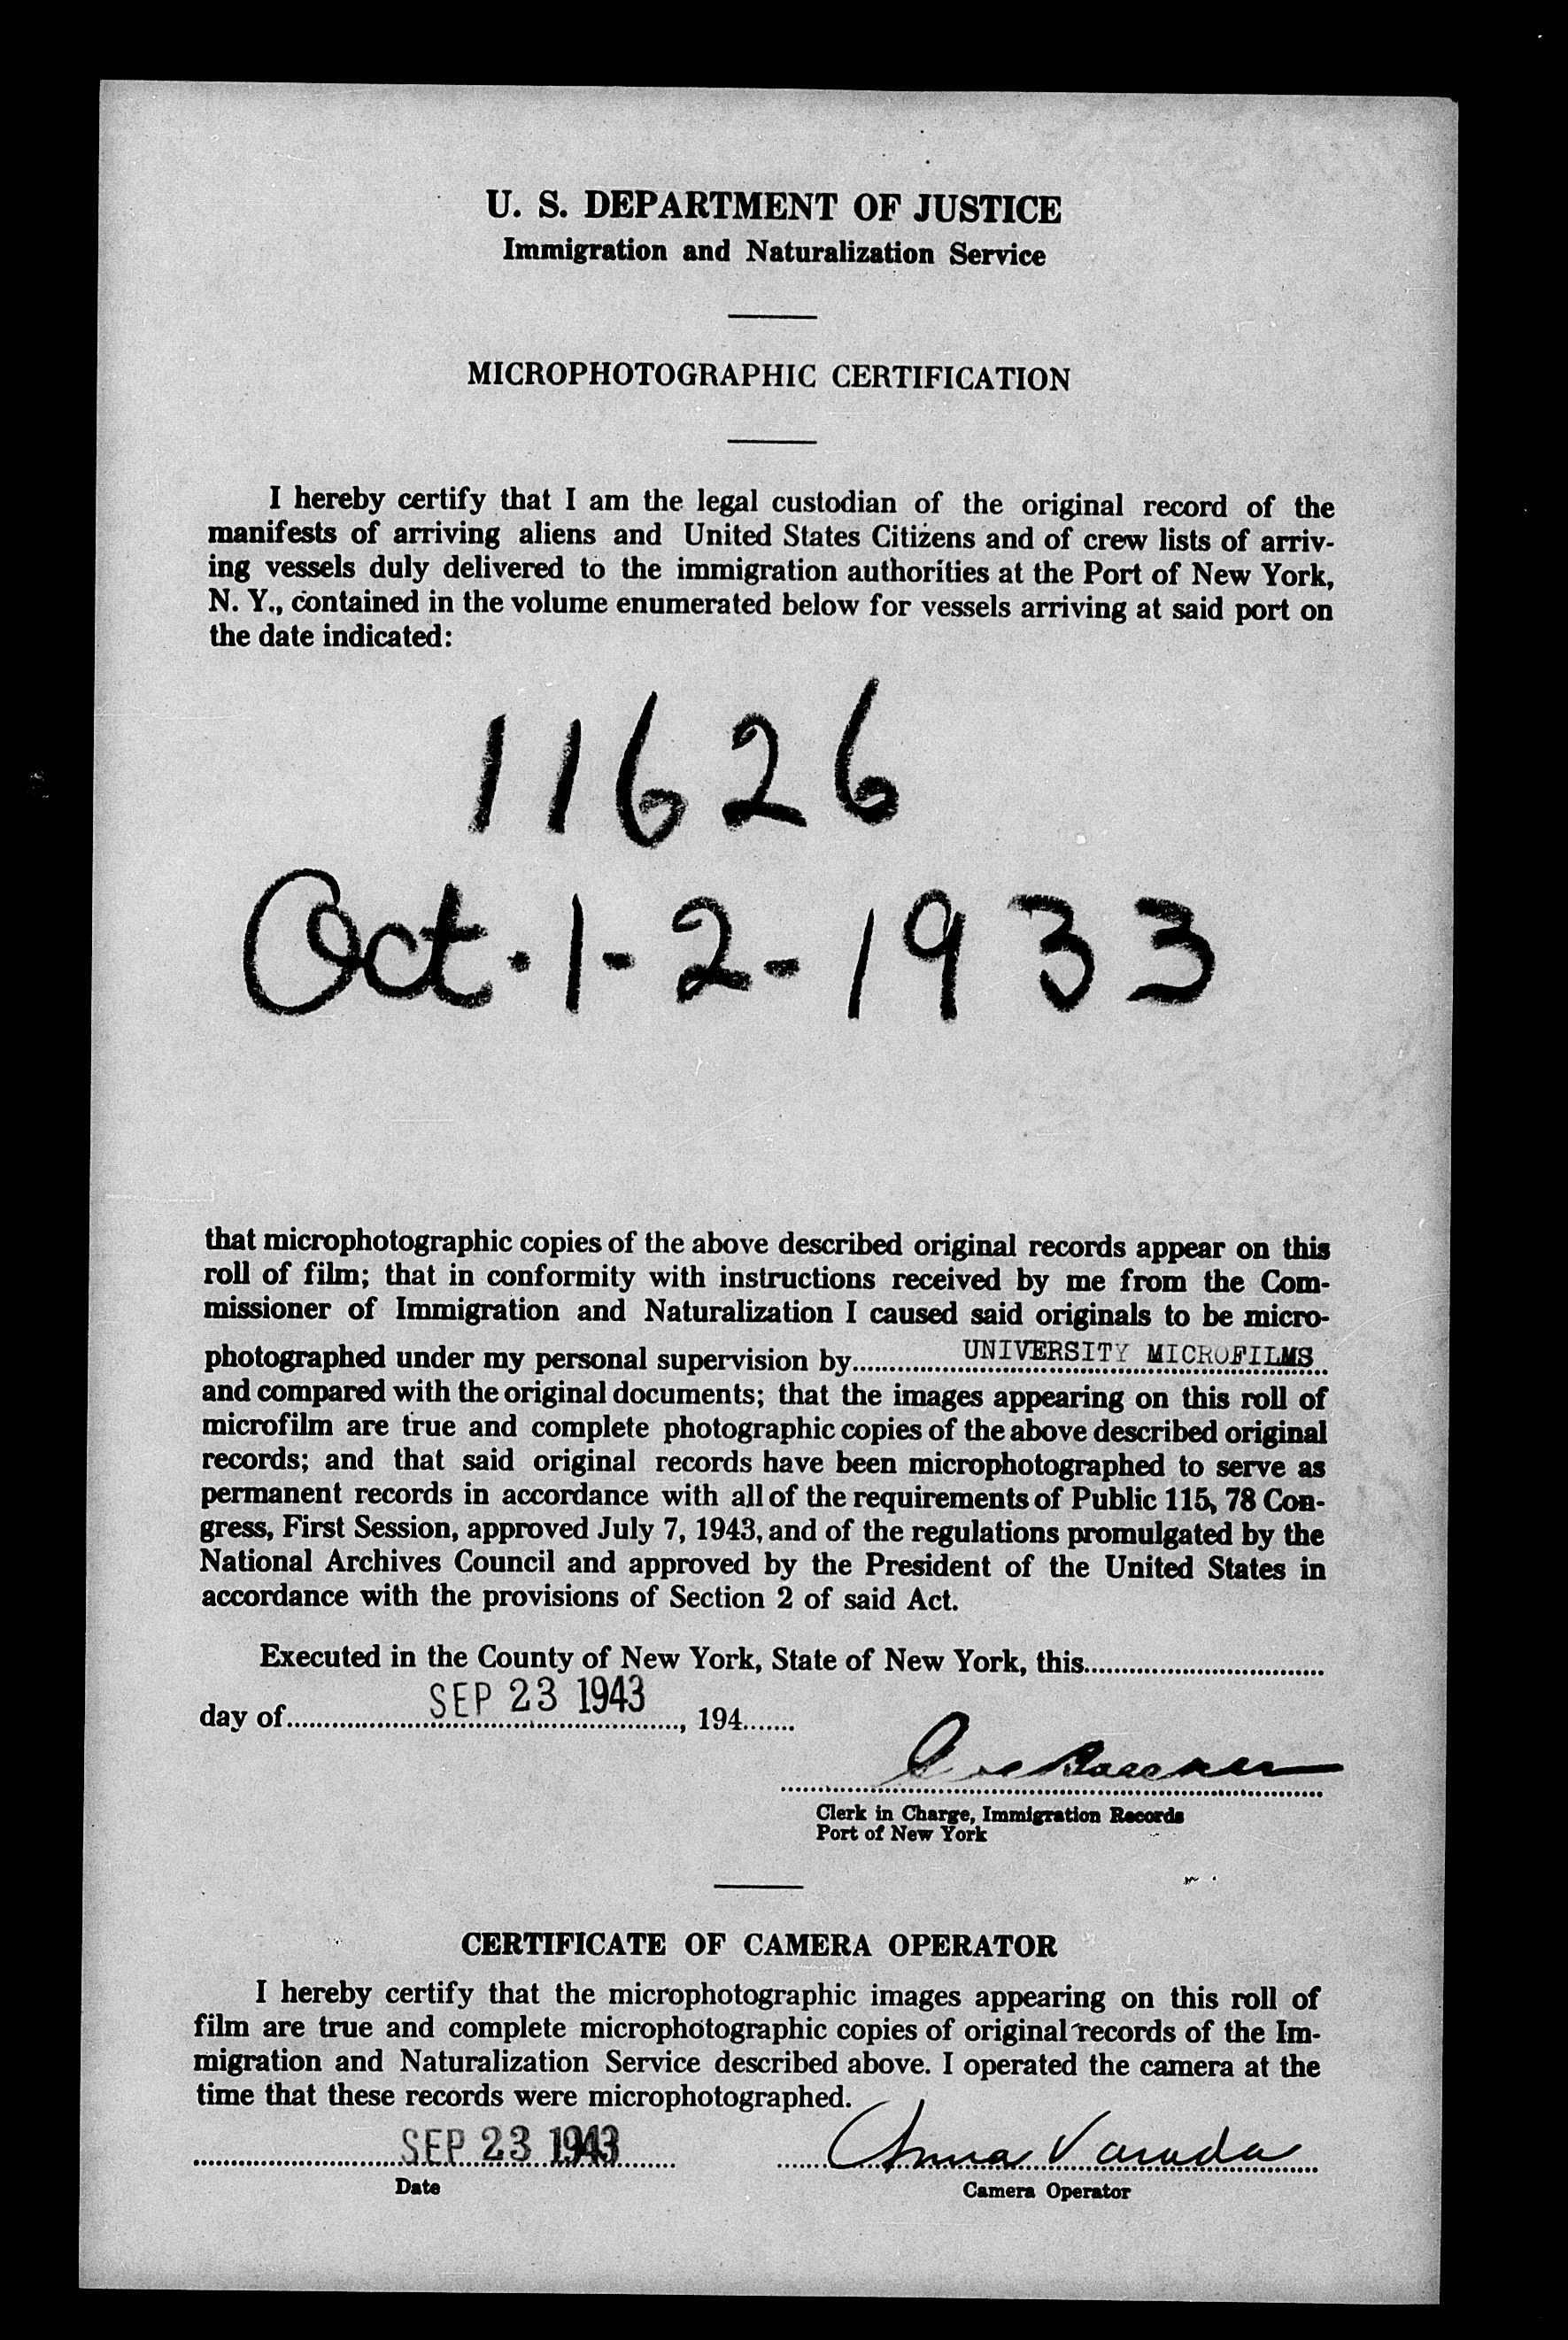 U. S. DEPARTMENT OF JUSTICE
Immigration and Naturalization Service
MICROPHOTOGRAPHIC CERTIFICATION
I hereby certify that I am the legal custodian of the original record of the
manifests of arriving aliens and United States Citizens and of crew lists of arriv-
ing vessels duly delivered to the immigration authorities at the Port of New York,
N. Y., contained in the volume enumerated below for vessels arriving at said port on
the date indicated:
11626
Oct. 1-2-1933
that microphotographic copies of the above described original records appear on this
roll of film; that in conformity with instructions received by me from the Com-
missioner of Immigration and Naturalization I caused said originals to be micro-
photographed under my personal supervision by UNIVERSITY MICROFILMS
and compared with the original documents; that the images appearing on this roll of
microfilm are true and complete photographic copies of the above described original
records; and that said original records have been microphotographed to serve as
permanent records in accordance with all of the requirements of Public 115, 78 Con-
gress, First Session, approved July 7, 1943, and of the regulations promulgated by the
National Archives Council and approved by the President of the United States in
accordance with the provisions of Section 2 of said Act.
Executed in the County of New York, State of New York, this
day of SEP 23 1943, 194
Clerk in Charge, Immigration Records
Port of New York
CERTIFICATE OF CAMERA OPERATOR
I hereby certify that the microphotographic images appearing on this roll of
film are true and complete microphotographic copies of original records of the Im-
migration and Naturalization Service described above. I operated the camera at the
time that these records were microphotographed.
SEP 23 1943 Anna Varuda
Date Camera Operator